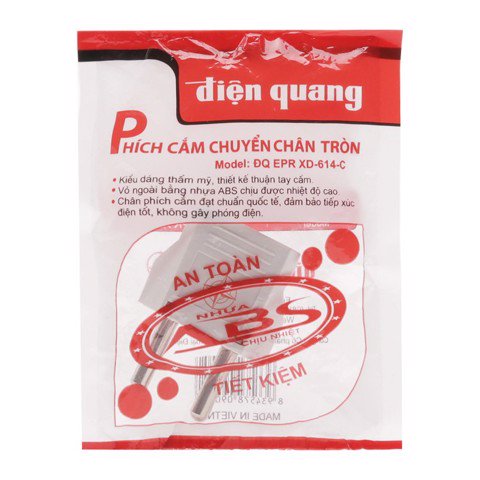 điện quang
PHÍCH CẮM CHUYỂN CHÂN TRÒN
Model: ĐQ EPR XD-614-C
• Kiểu dáng thẩm mỹ, thiết kế thuận tay cầm.
• Vỏ ngoài bằng nhựa ABS chịu được nhiệt độ cao.
• Chân phích cắm đạt chuẩn quốc tế, đảm bảo tiếp xúc
điện tốt, không gây phóng điện.
AN TOÀN
NHỰA
ABS
CHỊU NHIỆT
TIẾT KIỆM
MADE IN VIETN